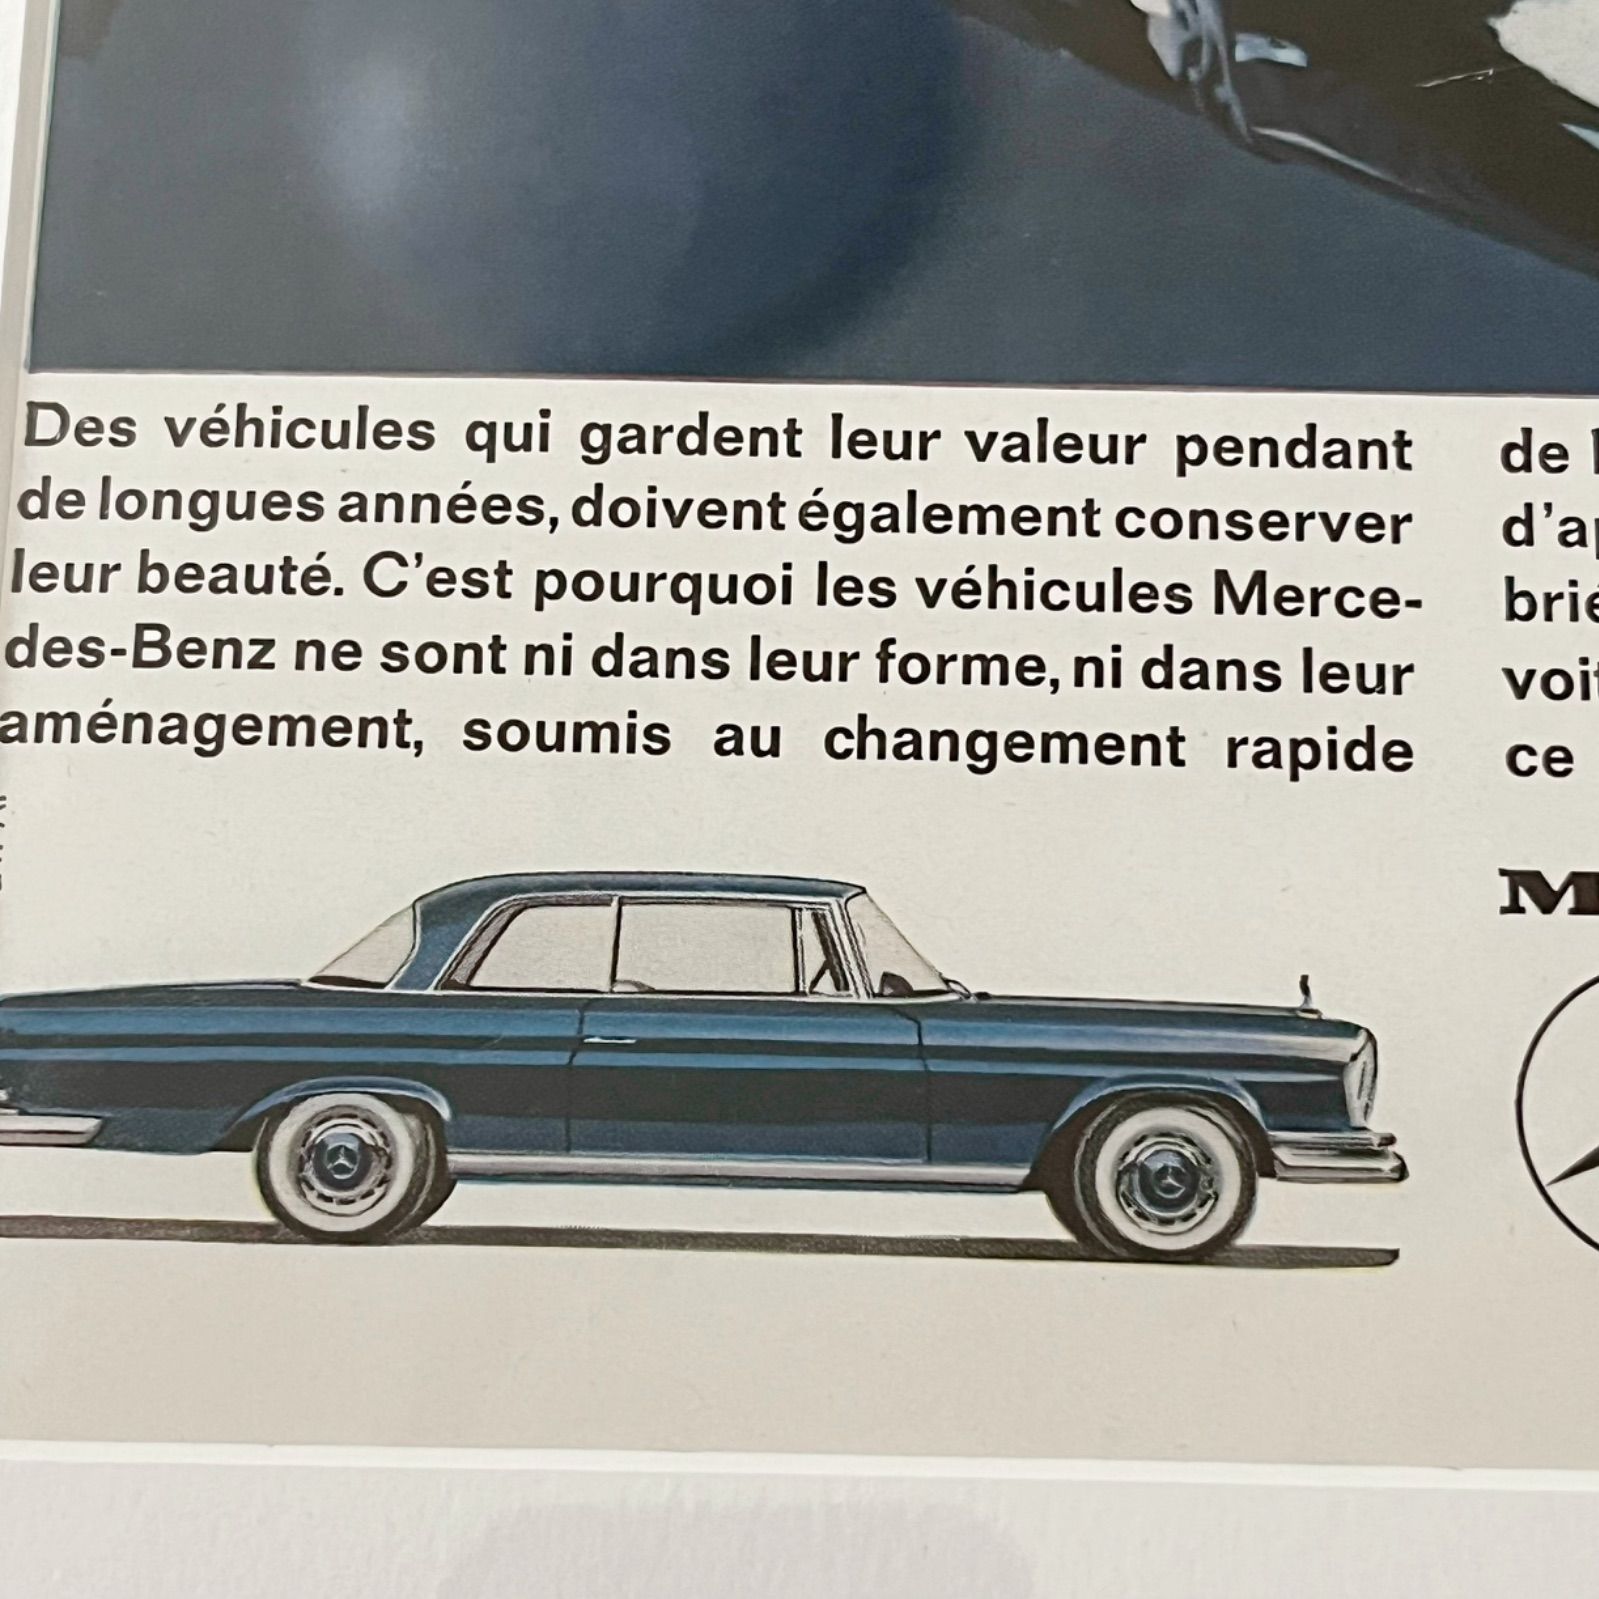 Des véhicules qui gardent leur valeur pendant
de longues années, doivent également conserver
leur beauté. C'est pourquoi les véhicules Merce-
des-Benz ne sont ni dans leur forme, ni dans leur
aménagement, soumis au changement rapide
de
ce